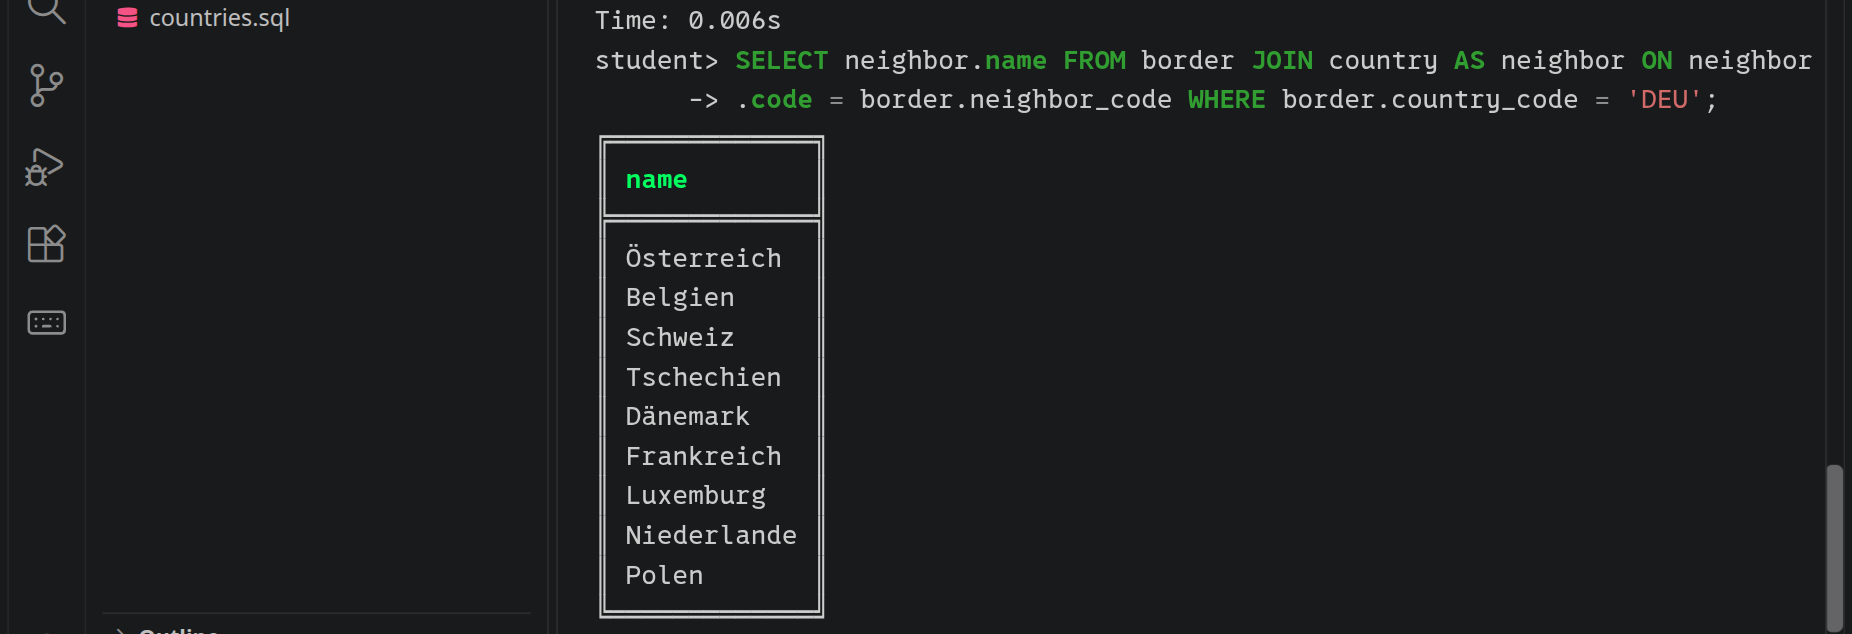 countries.sql
Time: 0.006s
student> SELECT neighbor.name FROM border JOIN country AS neighbor ON neighbor
-> .code = border.neighbor_code WHERE border.country_code = 'DEU';
name
Österreich
Belgien
Schweiz
Tschechien
Dänemark
Frankreich
Luxemburg
Niederlande
Polen
Outline